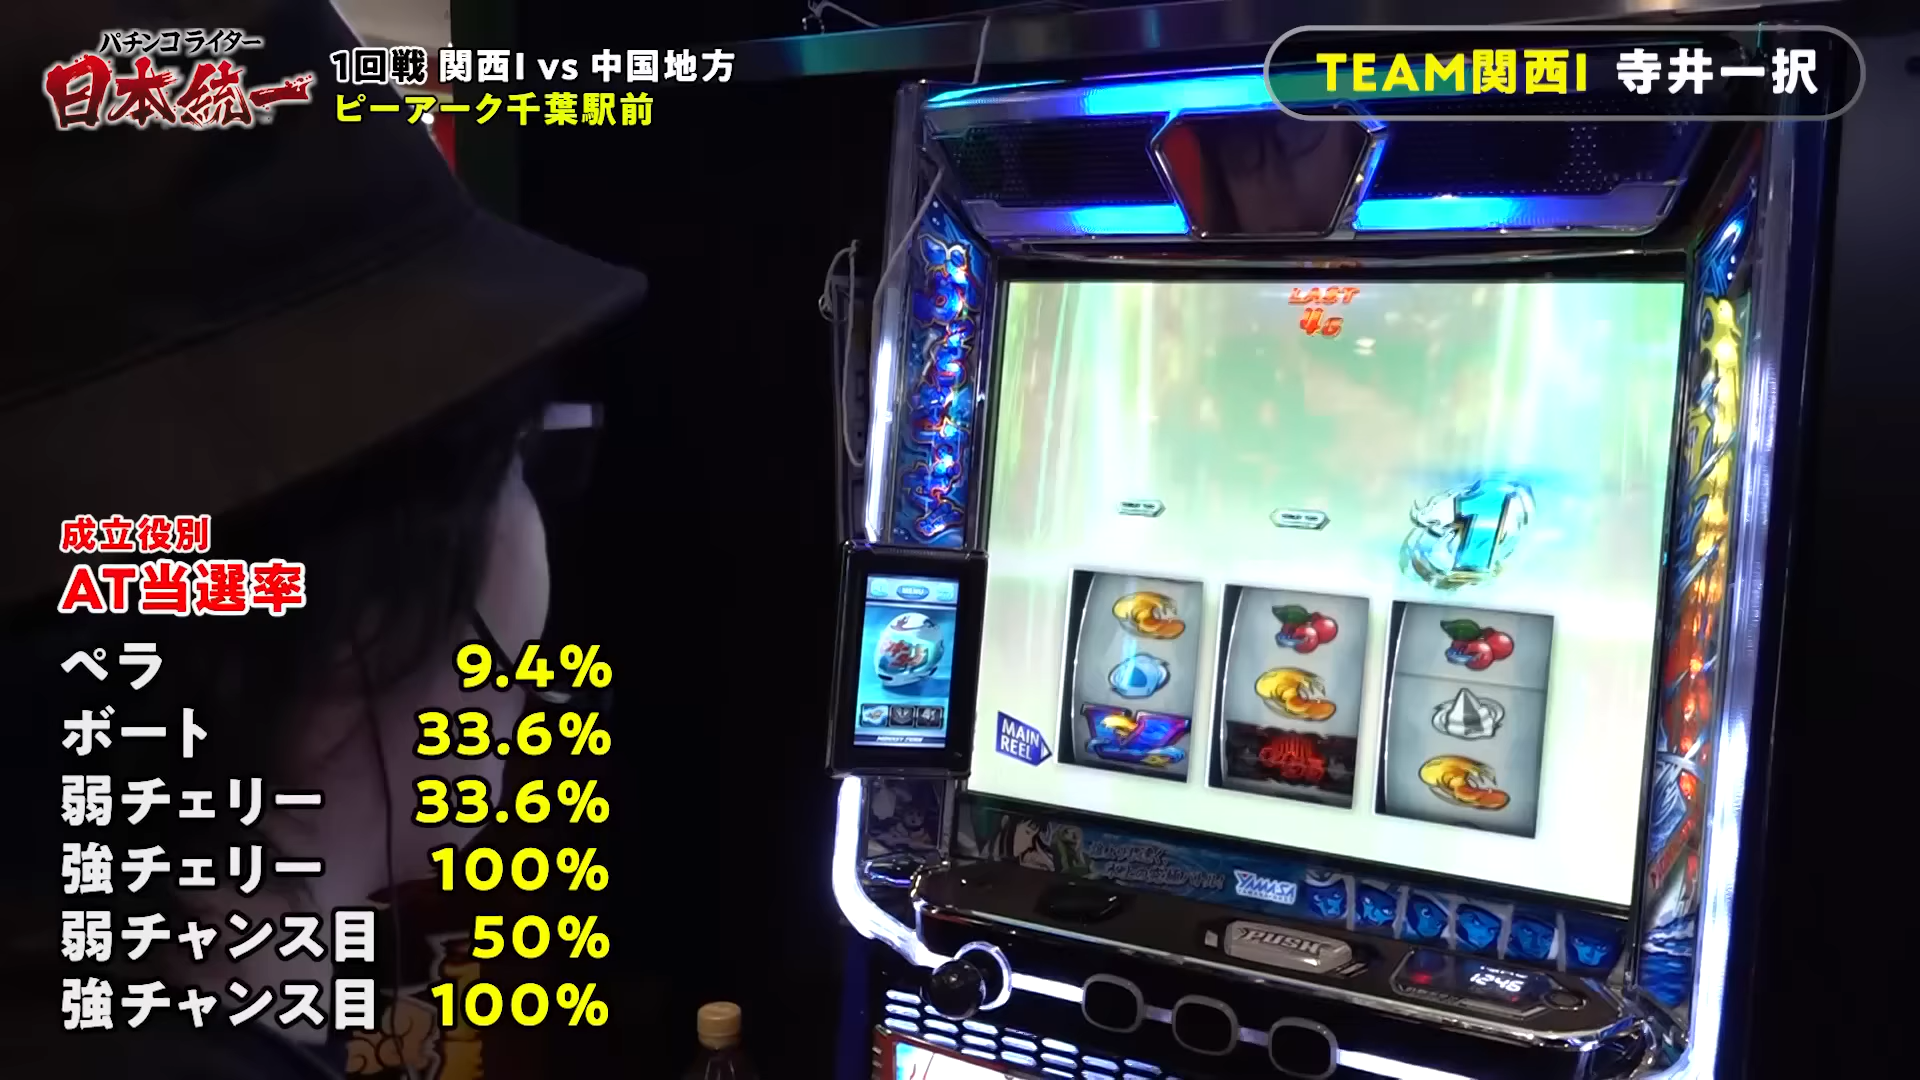 パチンコライター
日本統一
1回戦 関西I vs 中国地方
ピーアーク千葉駅前
TEAM関西I 寺井一択
LAST
4G
1
MENU
MAIN
REEL
成立役別
AT当選率
ペラ 9.4%
ボート 33.6%
弱チェリー 33.6%
強チェリー 100%
弱チャンス目 50%
強チャンス目 100%
YAMASA
PUSH
1246